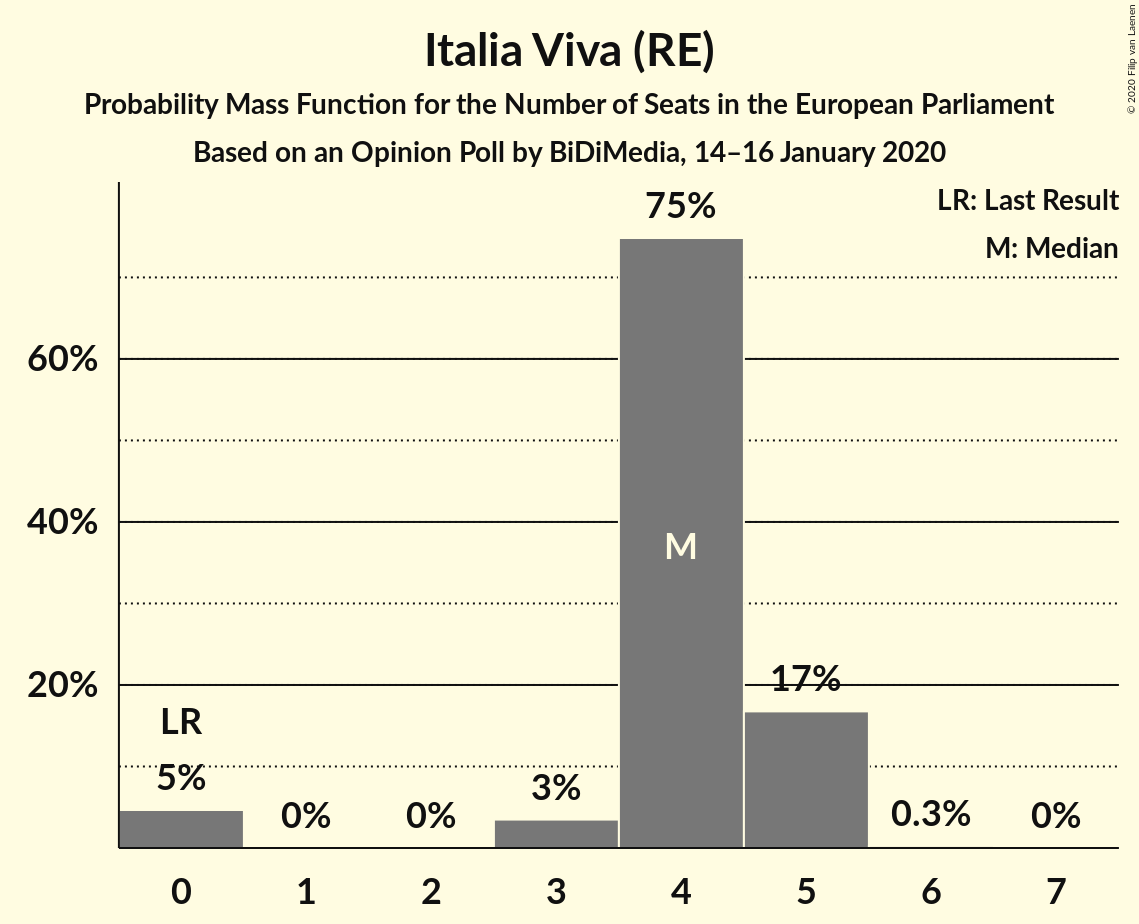 Italia Viva (RE)
Probability Mass Function for the Number of Seats in the European Parliament
Based on an Opinion Poll by BiDiMedia, 14–16 January 2020
© 2020 Filip van Laenen
LR: Last Result
M: Median
75%
60%
40%
M
20%
17%
LR
5%
0%
0%
3%
0.3%
0%
0 1 2 3 4 5 6 7